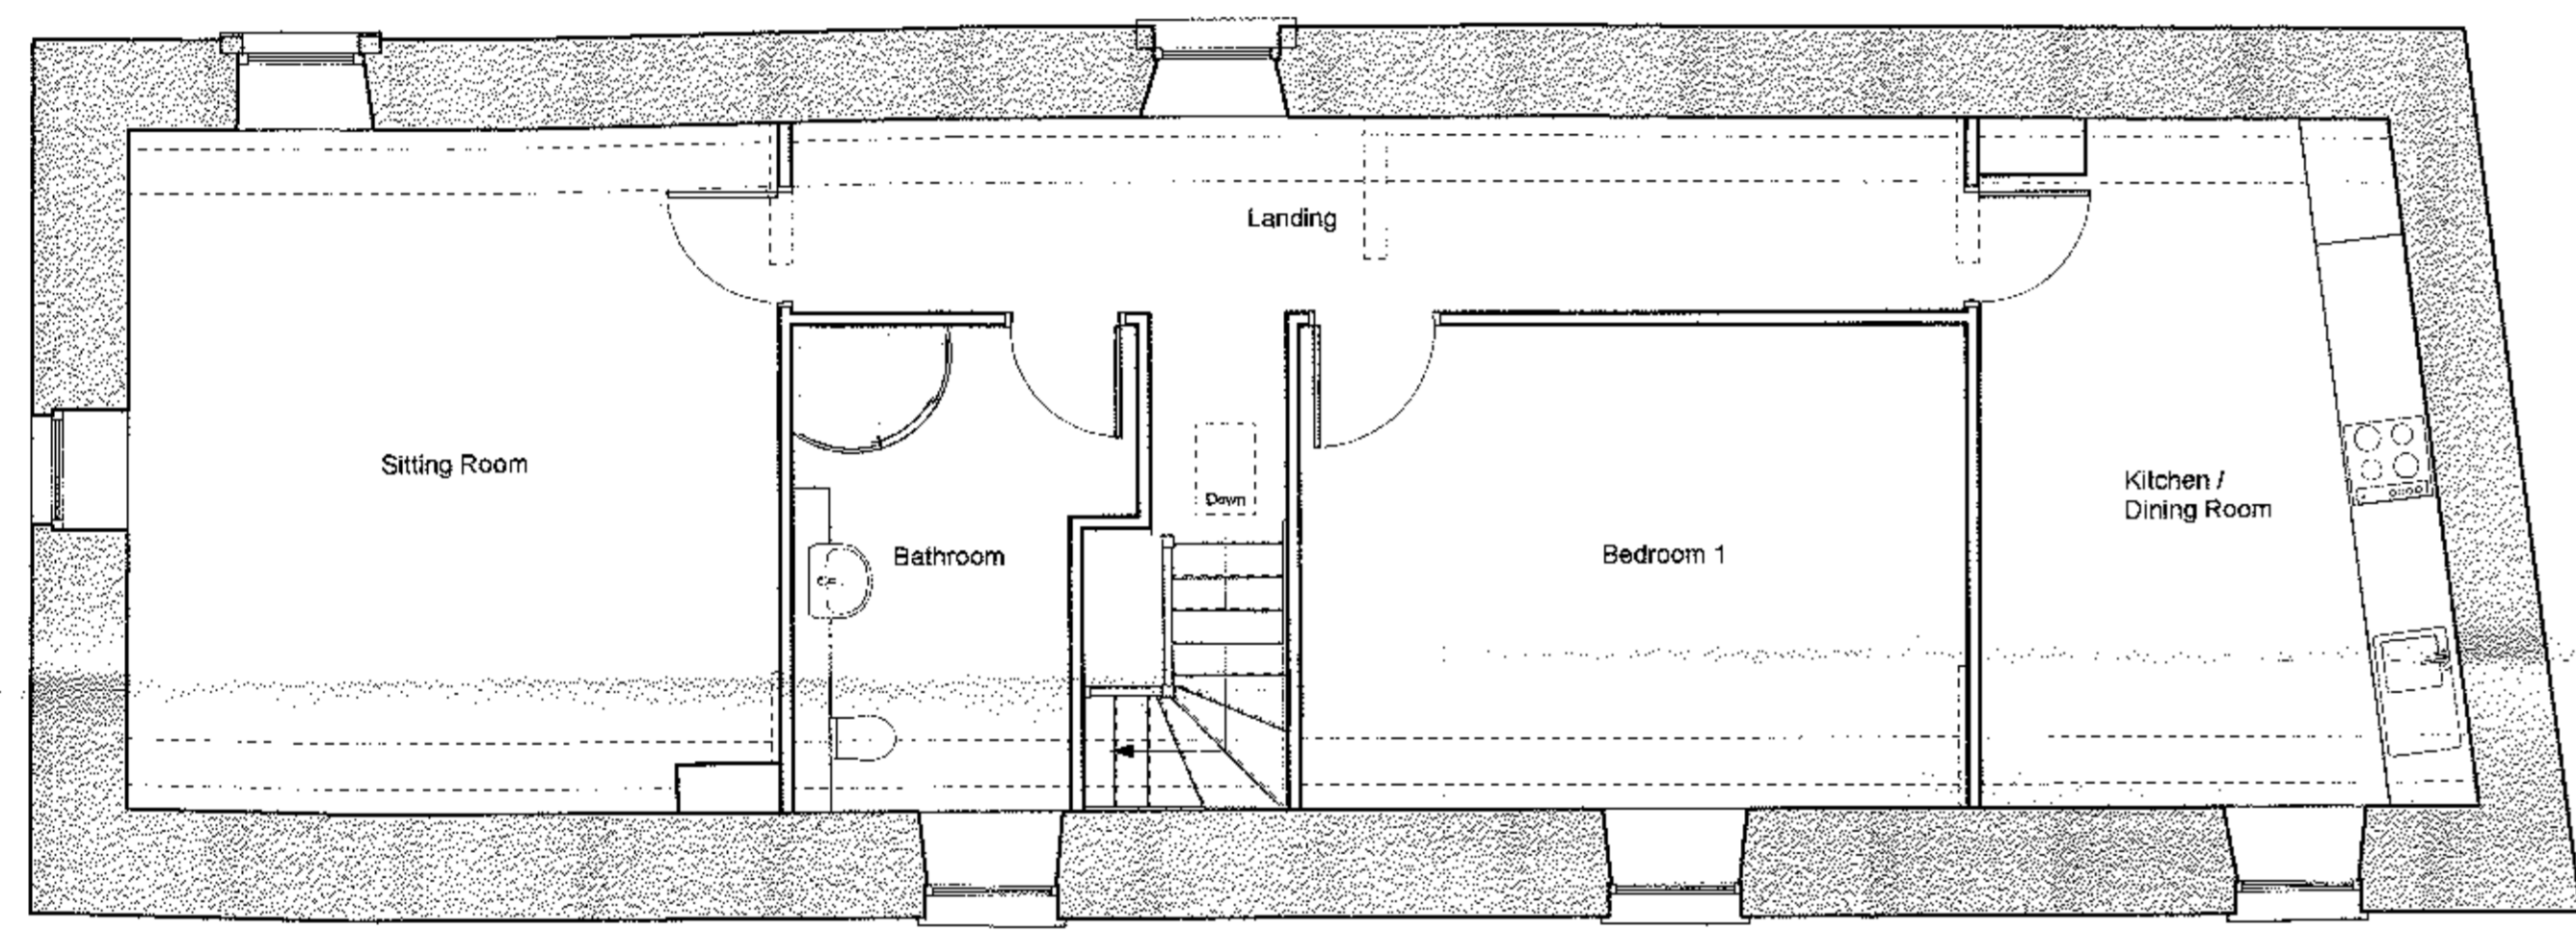 Landing
Sitting Room
Down
Bathroom
Bedroom 1
Kitchen /
Dining Room